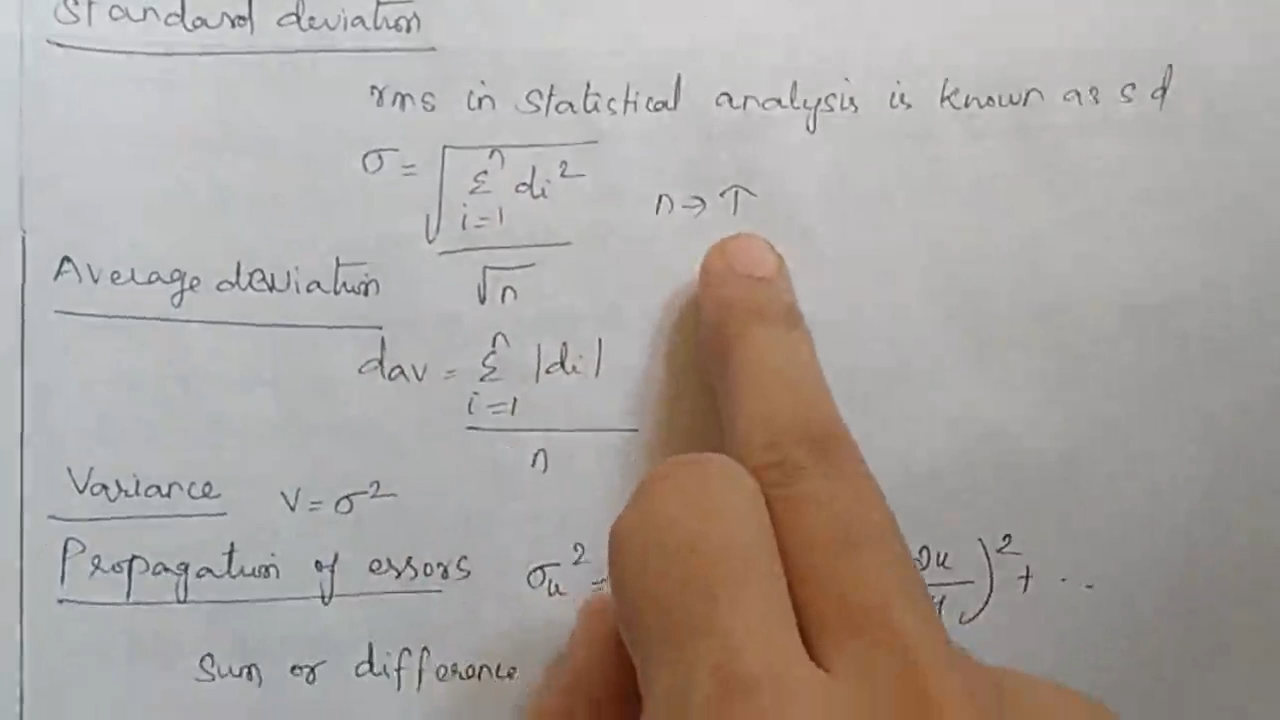 Standard deviation
rms in statistical analysis is known as s d
σ = √(Σ_{i=1}^{n} di²) / √n
n → ↑
Average deviation
dav = Σ_{i=1}^{n} |di| / n
Variance V = σ²
Propagation of errors σu² = ∂u )² + ..
Sum or difference